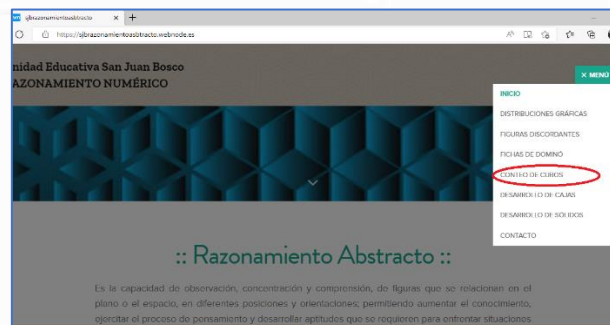 sjbrazonamientoasbtracto
https://sjbrazonamientoasbtracto.webnode.es
nidad Educativa San Juan Bosco
AZONAMIENTO NUMÉRICO
× MENÚ
INICIO
DISTRIBUCIONES GRÁFICAS
FIGURAS DISCORDANTES
FICHAS DE DOMINÓ
CONTEO DE CUBOS
DESARROLLO DE CAJAS
DESARROLLO DE SÓLIDOS
CONTACTO
:: Razonamiento Abstracto ::
Es la capacidad de observación, concentración y comprensión, de figuras que se relacionan en el
plano o el espacio, en diferentes posiciones y orientaciones; permitiendo aumentar el conocimiento,
ejercitar el proceso de pensamiento y desarrollar aptitudes que se requieren para enfrentar situaciones